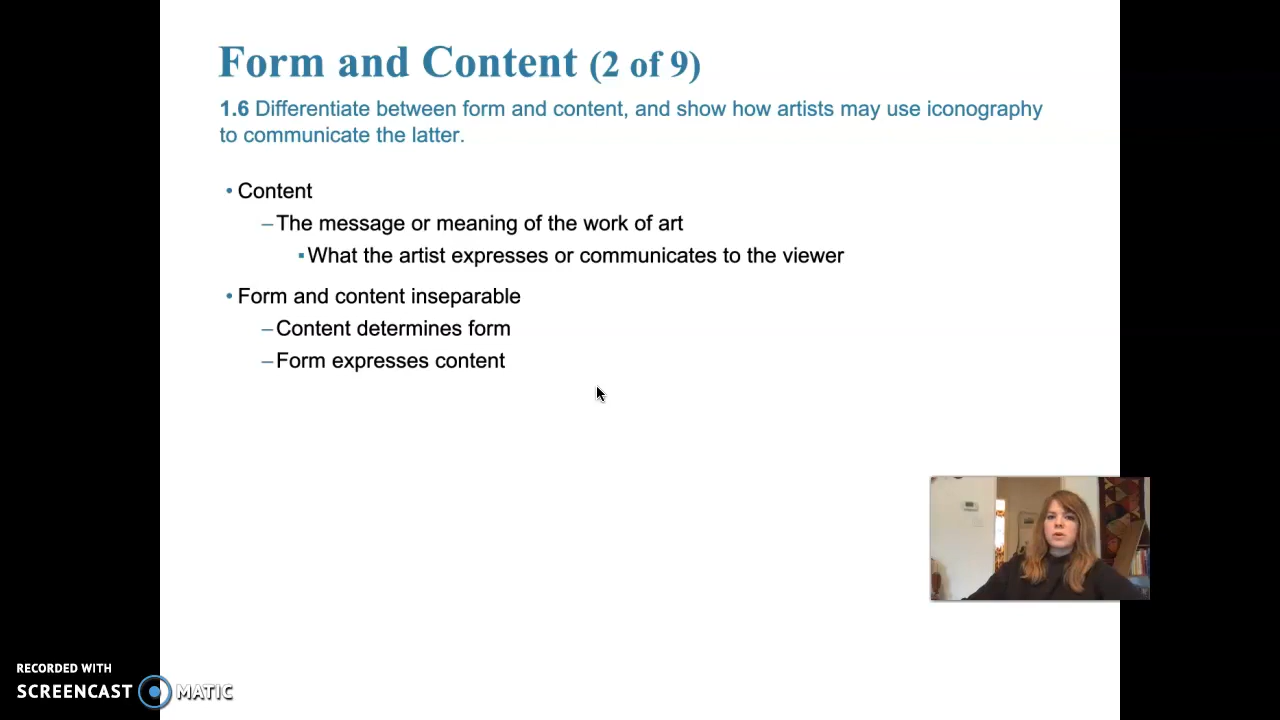 Form and Content (2 of 9)
1.6 Differentiate between form and content, and show how artists may use iconography
to communicate the latter.
• Content
–The message or meaning of the work of art
▪What the artist expresses or communicates to the viewer
• Form and content inseparable
–Content determines form
–Form expresses content
RECORDED WITH
SCREENCAST MATIC